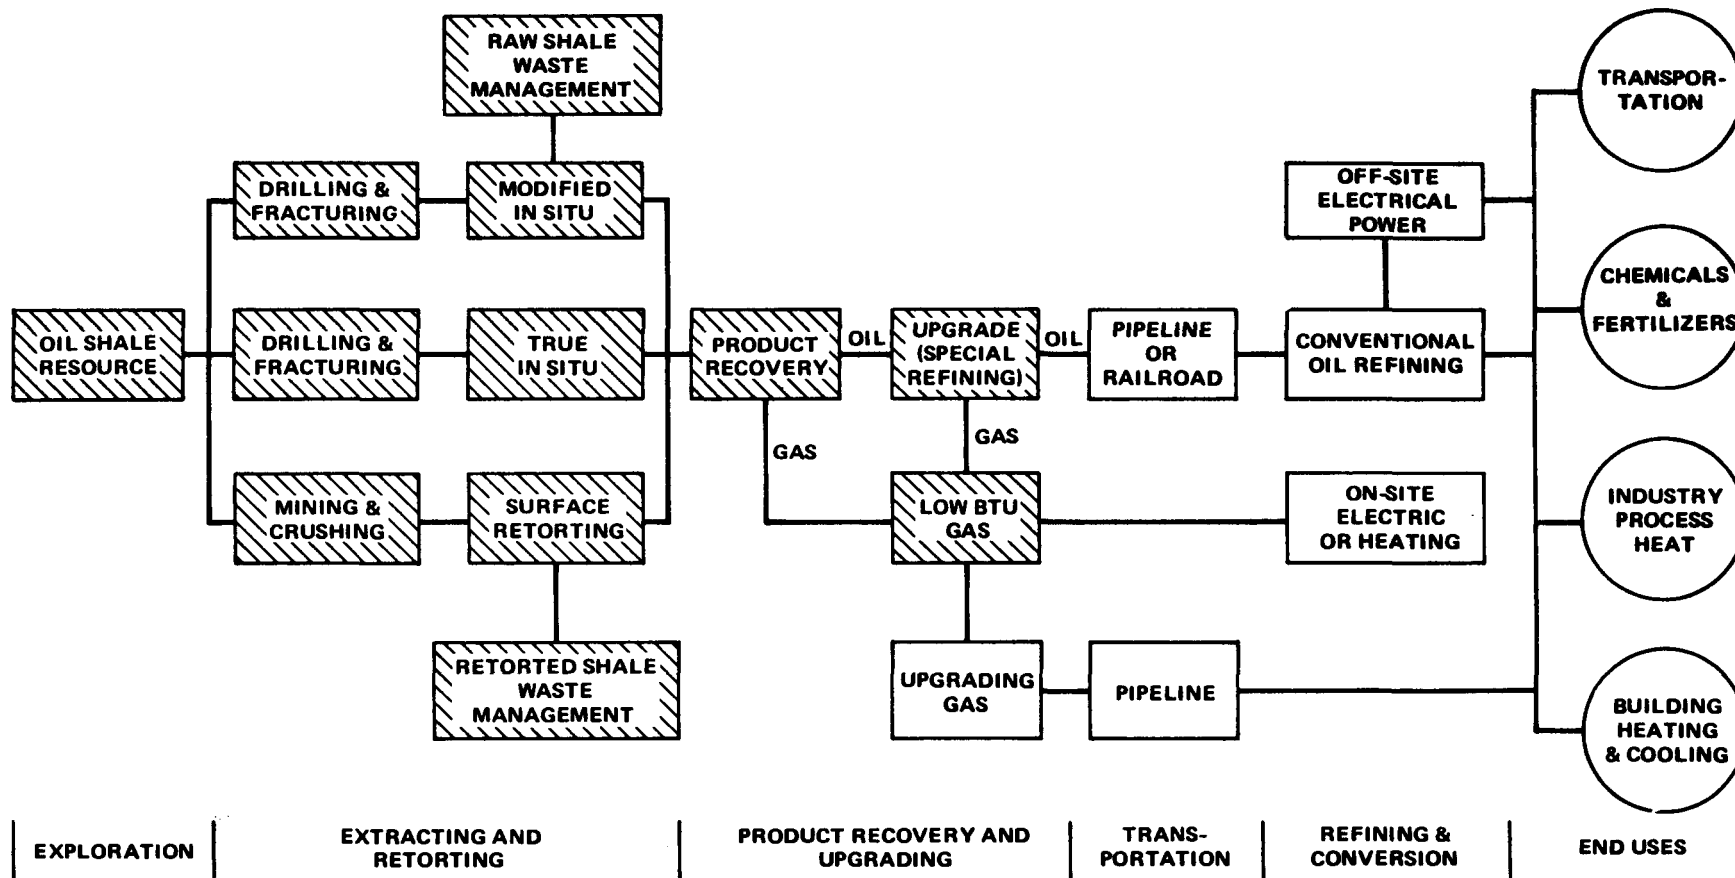 RAW SHALE
WASTE
MANAGEMENT
TRANSPOR-
TATION
DRILLING &
FRACTURING
MODIFIED
IN SITU
OFF-SITE
ELECTRICAL
POWER
CHEMICALS
&
FERTILIZERS
OIL SHALE
RESOURCE
DRILLING &
FRACTURING
TRUE
IN SITU
PRODUCT
RECOVERY
OIL
UPGRADE
(SPECIAL
REFINING)
OIL
PIPELINE
OR
RAILROAD
CONVENTIONAL
OIL REFINING
GAS
GAS
MINING &
CRUSHING
SURFACE
RETORTING
LOW BTU
GAS
ON-SITE
ELECTRIC
OR HEATING
INDUSTRY
PROCESS
HEAT
RETORTED SHALE
WASTE
MANAGEMENT
UPGRADING
GAS
PIPELINE
BUILDING
HEATING
& COOLING
EXPLORATION
EXTRACTING AND
RETORTING
PRODUCT RECOVERY AND
UPGRADING
TRANS-
PORTATION
REFINING &
CONVERSION
END USES